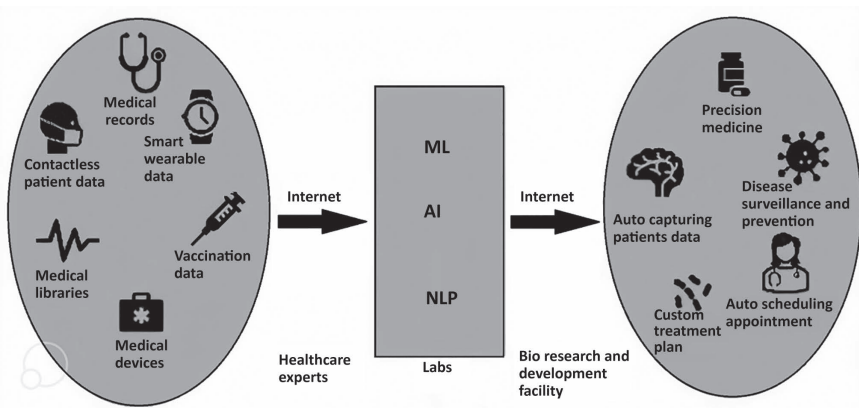 Medical
records
Contactless
patient data
Smart
wearable
data
Vaccination
data
Medical
libraries
Medical
devices
Internet
Healthcare
experts
ML
AI
NLP
Labs
Internet
Bio research and
development
facility
Precision
medicine
Disease
surveillance and
prevention
Auto capturing
patients data
Auto scheduling
appointment
Custom
treatment
plan